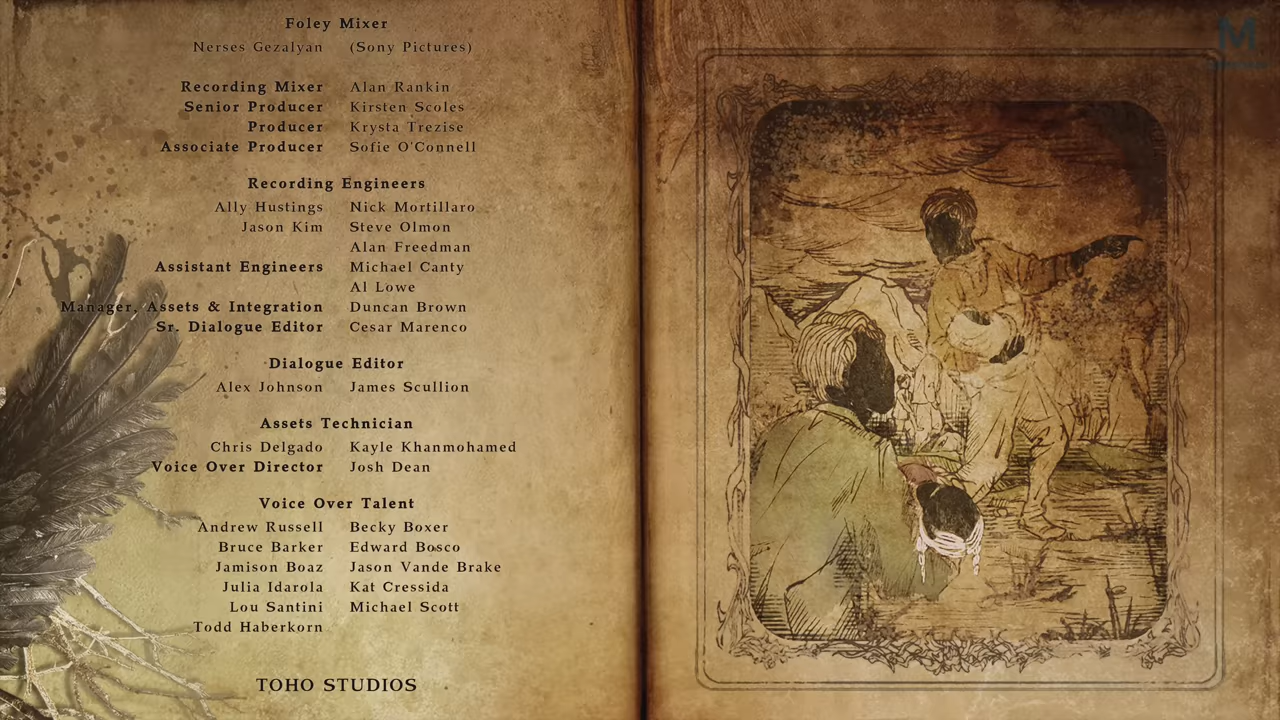 Foley Mixer
Nerses Gezalyan (Sony Pictures)
Recording Mixer Alan Rankin
Senior Producer Kirsten Scoles
Producer Krysta Trezise
Associate Producer Sofie O'Connell
Recording Engineers
Ally Hustings Nick Mortillaro
Jason Kim Steve Olmon
Alan Freedman
Assistant Engineers Michael Canty
Al Lowe
Manager, Assets & Integration Duncan Brown
Sr. Dialogue Editor Cesar Marenco
Dialogue Editor
Alex Johnson James Scullion
Assets Technician
Chris Delgado Kayle Khanmohamed
Voice Over Director Josh Dean
Voice Over Talent
Andrew Russell Becky Boxer
Bruce Barker Edward Bosco
Jamison Boaz Jason Vande Brake
Julia Idarola Kat Cressida
Lou Santini Michael Scott
Todd Haberkorn
TOHO STUDIOS
M